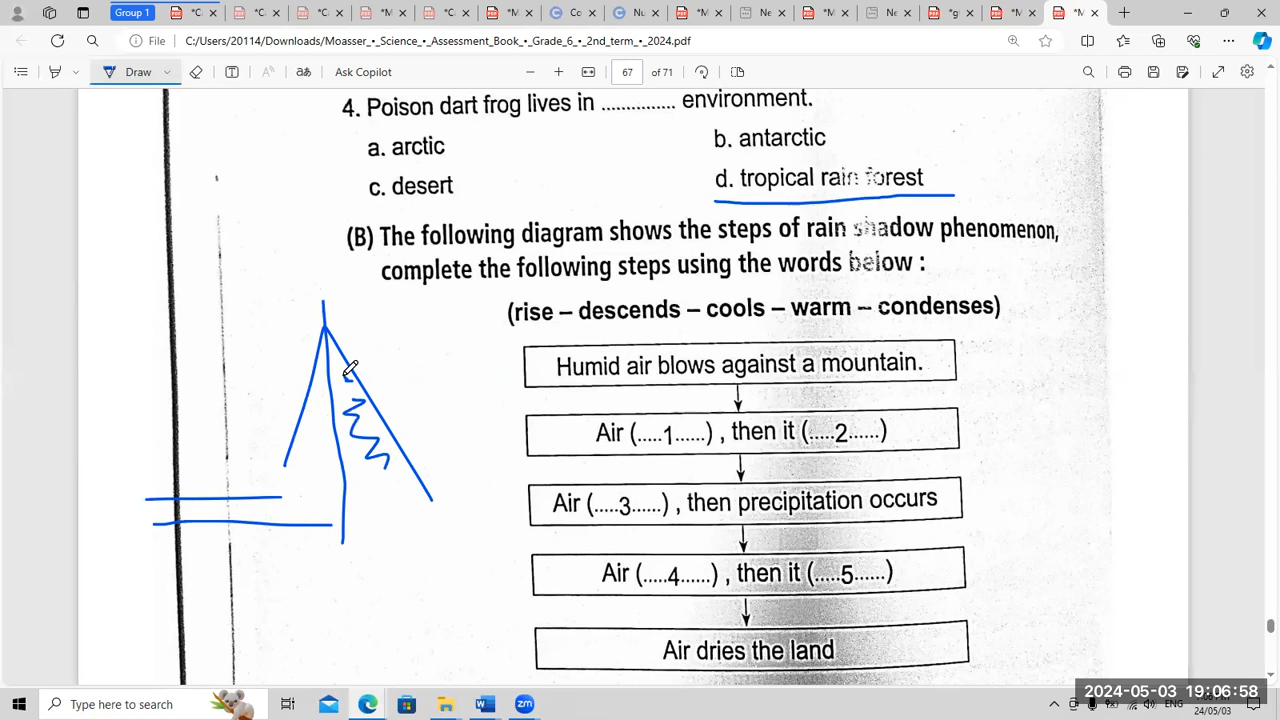 Group 1
File
C:/Users/20114/Downloads/Moasser_•_Science_•_Assessment_Book_•_Grade_6_•_2nd_term_•_2024.pdf
Draw
Ask Copilot
67 of 71
4. Poison dart frog lives in ............... environment.
a. arctic
b. antarctic
c. desert
d. tropical rain forest
(B) The following diagram shows the steps of rain shadow phenomenon,
complete the following steps using the words below :
(rise – descends – cools – warm – condenses)
Humid air blows against a mountain.
Air (.....1......) , then it (.....2......)
Air (.....3......) , then precipitation occurs
Air (.....4......) , then it (.....5......)
Air dries the land
Type here to search
ENG
2024-05-03 19:06:58
24/05/03